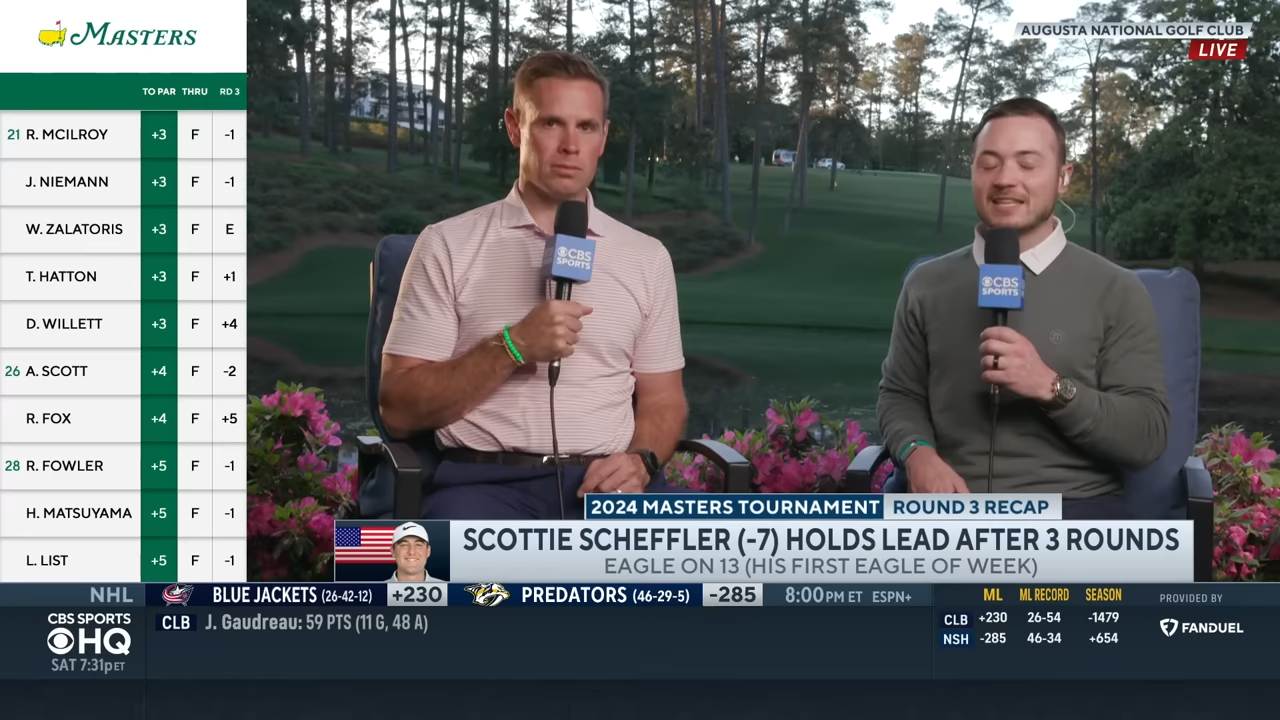 MASTERS
AUGUSTA NATIONAL GOLF CLUB
LIVE
TO PAR THRU RD 3
21 R. MCILROY +3 F -1
J. NIEMANN +3 F -1
W. ZALATORIS +3 F E
T. HATTON +3 F +1
D. WILLETT +3 F +4
26 A. SCOTT +4 F -2
R. FOX +4 F +5
28 R. FOWLER +5 F -1
H. MATSUYAMA +5 F -1
L. LIST +5 F -1
CBS SPORTS
CBS SPORTS
2024 MASTERS TOURNAMENT ROUND 3 RECAP
SCOTTIE SCHEFFLER (-7) HOLDS LEAD AFTER 3 ROUNDS
EAGLE ON 13 (HIS FIRST EAGLE OF WEEK)
NHL BLUE JACKETS (26-42-12) +230 PREDATORS (46-29-5) -285 8:00PM ET ESPN+
CBS SPORTS
HQ
SAT 7:31PET
CLB J. Gaudreau: 59 PTS (11 G, 48 A)
ML ML RECORD SEASON
CLB +230 26-54 -1479
NSH -285 46-34 +654
PROVIDED BY
FANDUEL